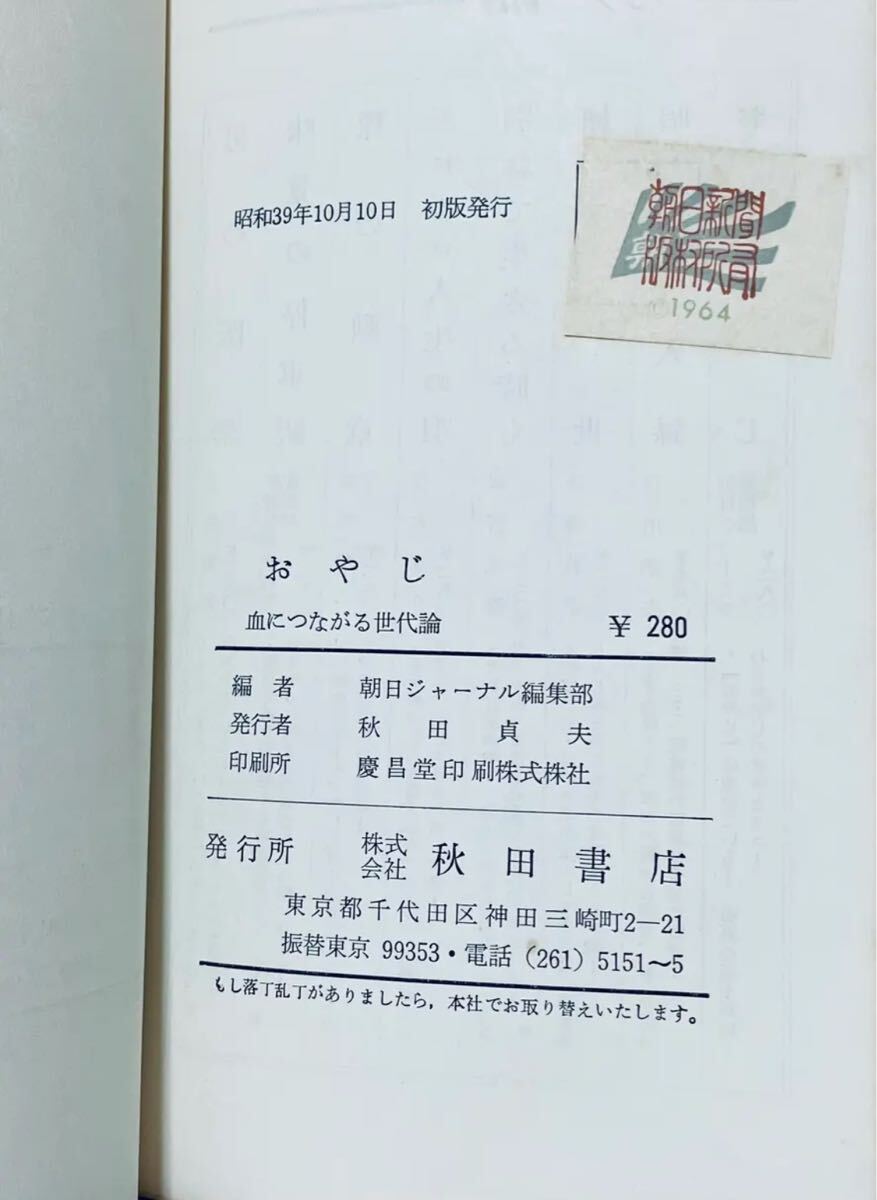 昭和39年10月10日　初版発行
朝日新聞
版権所有
©1964
おやじ
血につながる世代論　￥280
編者　朝日ジャーナル編集部
発行者　秋田貞夫
印刷所　慶昌堂印刷株式株社
発行所　株式会社　秋田書店
東京都千代田区神田三崎町2―21
振替東京 99353・電話（261）5151～5
もし落丁乱丁がありましたら，本社でお取り替えいたします。